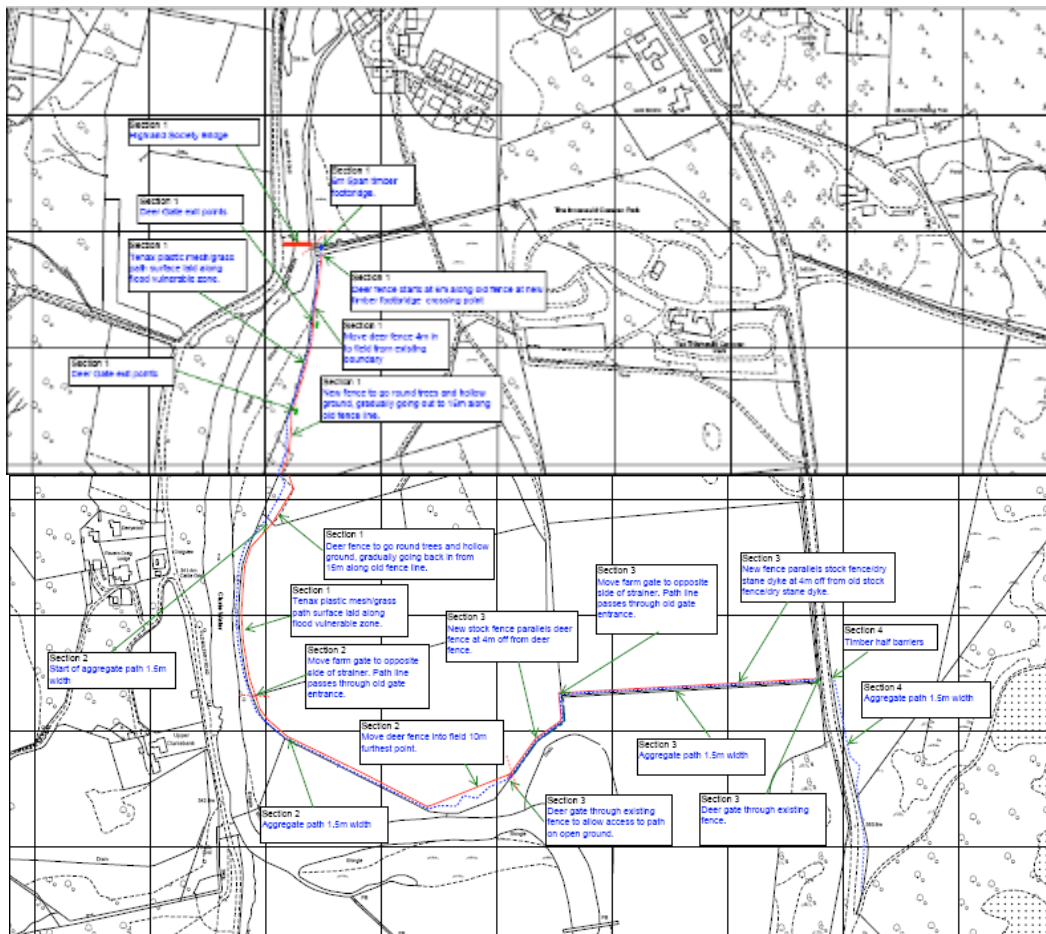 Section 1
Highland Society Bridge
Section 1
6m Span timber
footbridge.
Section 1
Deer Gate exit points
Section 1
Tenax plastic mesh/grass
path surface laid along
flood vulnerable zone.
Section 1
Deer fence starts at 6m along old fence at new
timber footbridge crossing point
Section 1
Move deer fence 4m in
to field from existing
boundary
Section 1
Deer Gate exit points
Section 1
New fence to go round trees and hollow
ground, gradually going out to 15m along
old fence line.
Section 1
Deer fence to go round trees and hollow
ground, gradually going back in from
15m along old fence line.
Section 3
New fence parallels stock fence/dry
stane dyke at 4m off from old stock
fence/dry stane dyke.
Section 3
Move farm gate to opposite
side of strainer. Path line
passes through old gate
entrance.
Section 1
Tenax plastic mesh/grass
path surface laid along
flood vulnerable zone.
Section 3
New stock fence parallels deer
fence at 4m off from deer
fence.
Section 4
Timber half barriers
Section 2
Start of aggregate path 1.5m
width
Section 2
Move farm gate to opposite
side of strainer. Path line
passes through old gate
entrance.
Section 4
Aggregate path 1.5m width
Section 2
Move deer fence into field 10m
furthest point.
Upper
Section 3
Aggregate path 1.5m width
Section 2
Aggregate path 1.5m width
Section 3
Deer gate through existing
fence to allow access to path
on open ground.
Section 3
Deer gate through existing
fence.
Shingle
Shingle
Drain